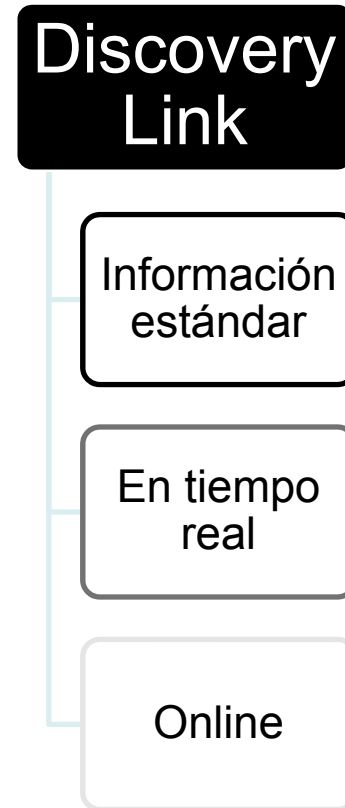 Discovery
Link
Información
estándar
En tiempo
real
Online